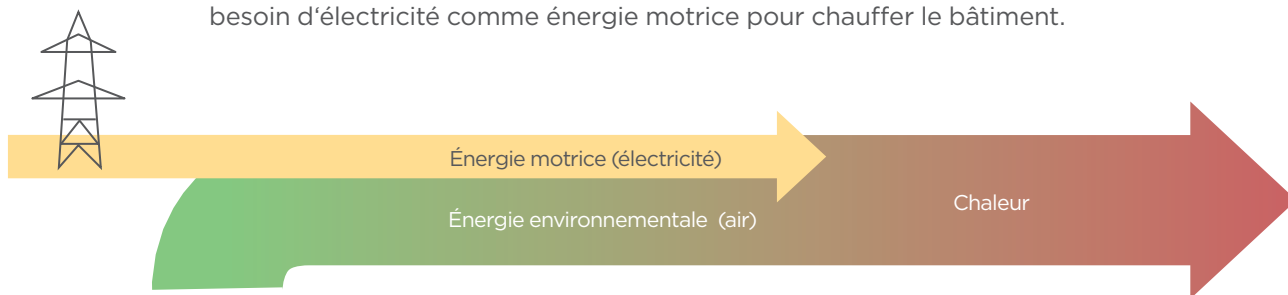 besoin d‘électricité comme énergie motrice pour chauffer le bâtiment.
Énergie motrice (électricité)
Énergie environnementale (air)
Chaleur